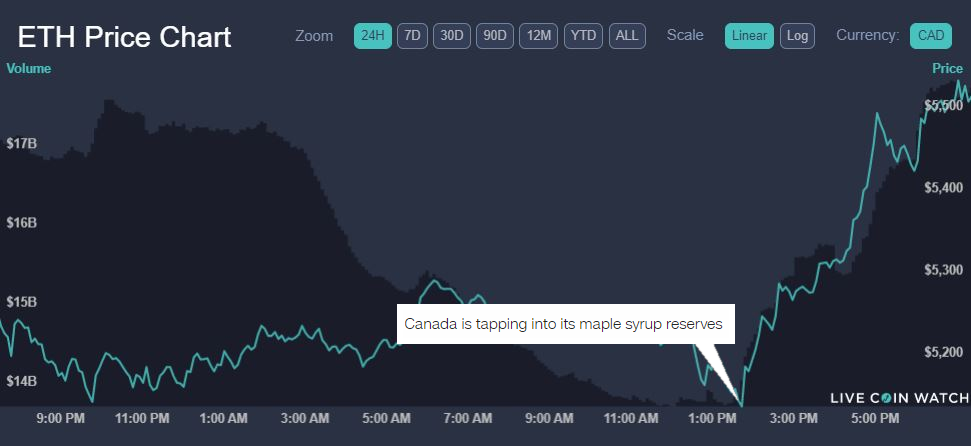 ETH Price Chart
Zoom 24H 7D 30D 90D 12M YTD ALL Scale Linear Log Currency: CAD
Volume Price
$5,500
$17B
$5,400
$16B
$5,300
$15B
Canada is tapping into its maple syrup reserves
$5,200
$14B
LIVE COIN WATCH
9:00 PM 11:00 PM 1:00 AM 3:00 AM 5:00 AM 7:00 AM 9:00 AM 11:00 AM 1:00 PM 3:00 PM 5:00 PM